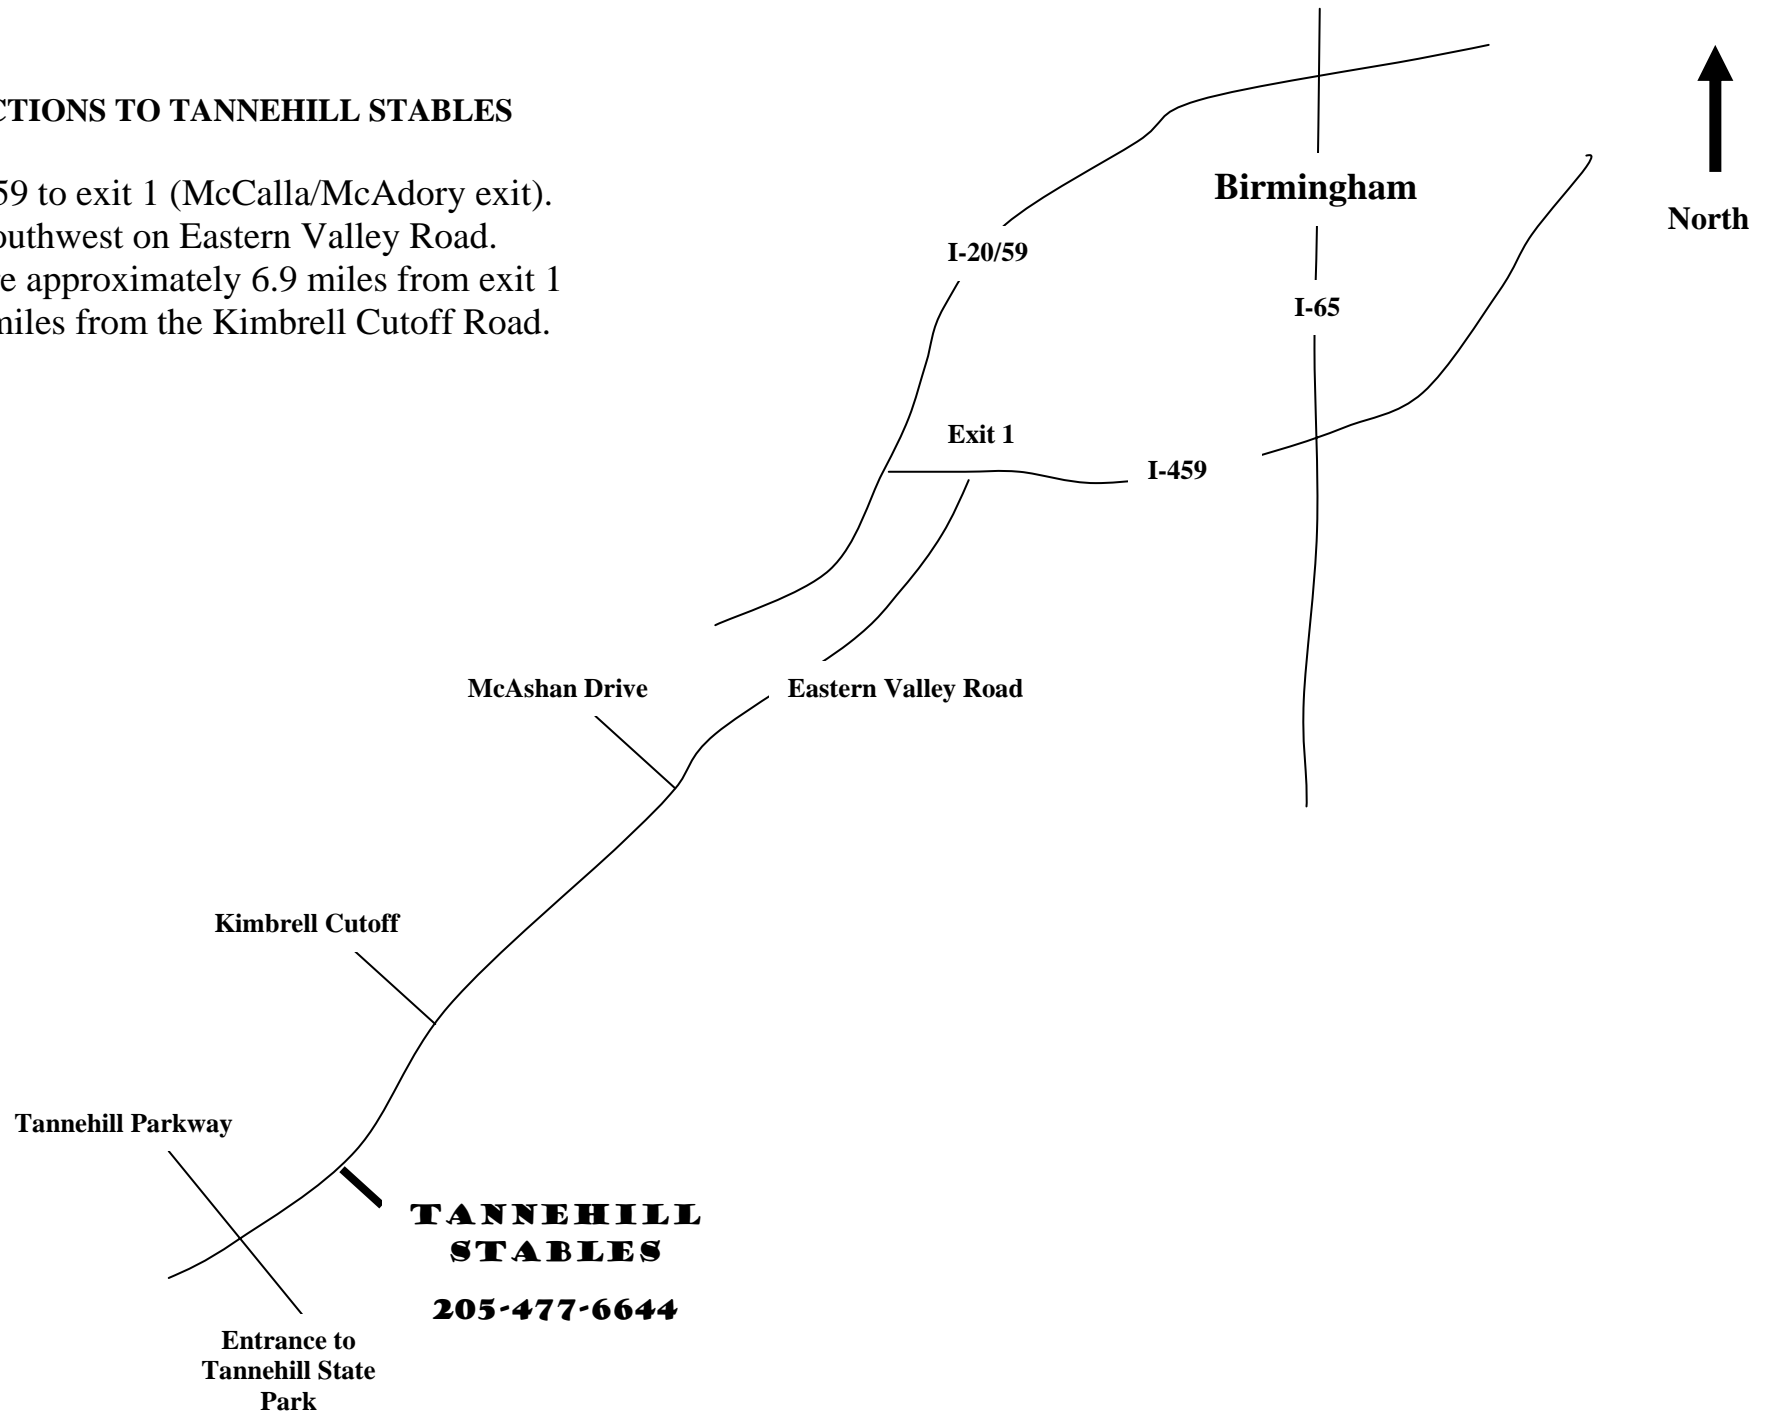 CTIONS TO TANNEHILL STABLES
59 to exit 1 (McCalla/McAdory exit).
outhwest on Eastern Valley Road.
re approximately 6.9 miles from exit 1
miles from the Kimbrell Cutoff Road.
Birmingham
North
I-20/59
I-65
Exit 1
I-459
McAshan Drive
Eastern Valley Road
Kimbrell Cutoff
Tannehill Parkway
TANNEHILL
STABLES
205-477-6644
Entrance to
Tannehill State
Park